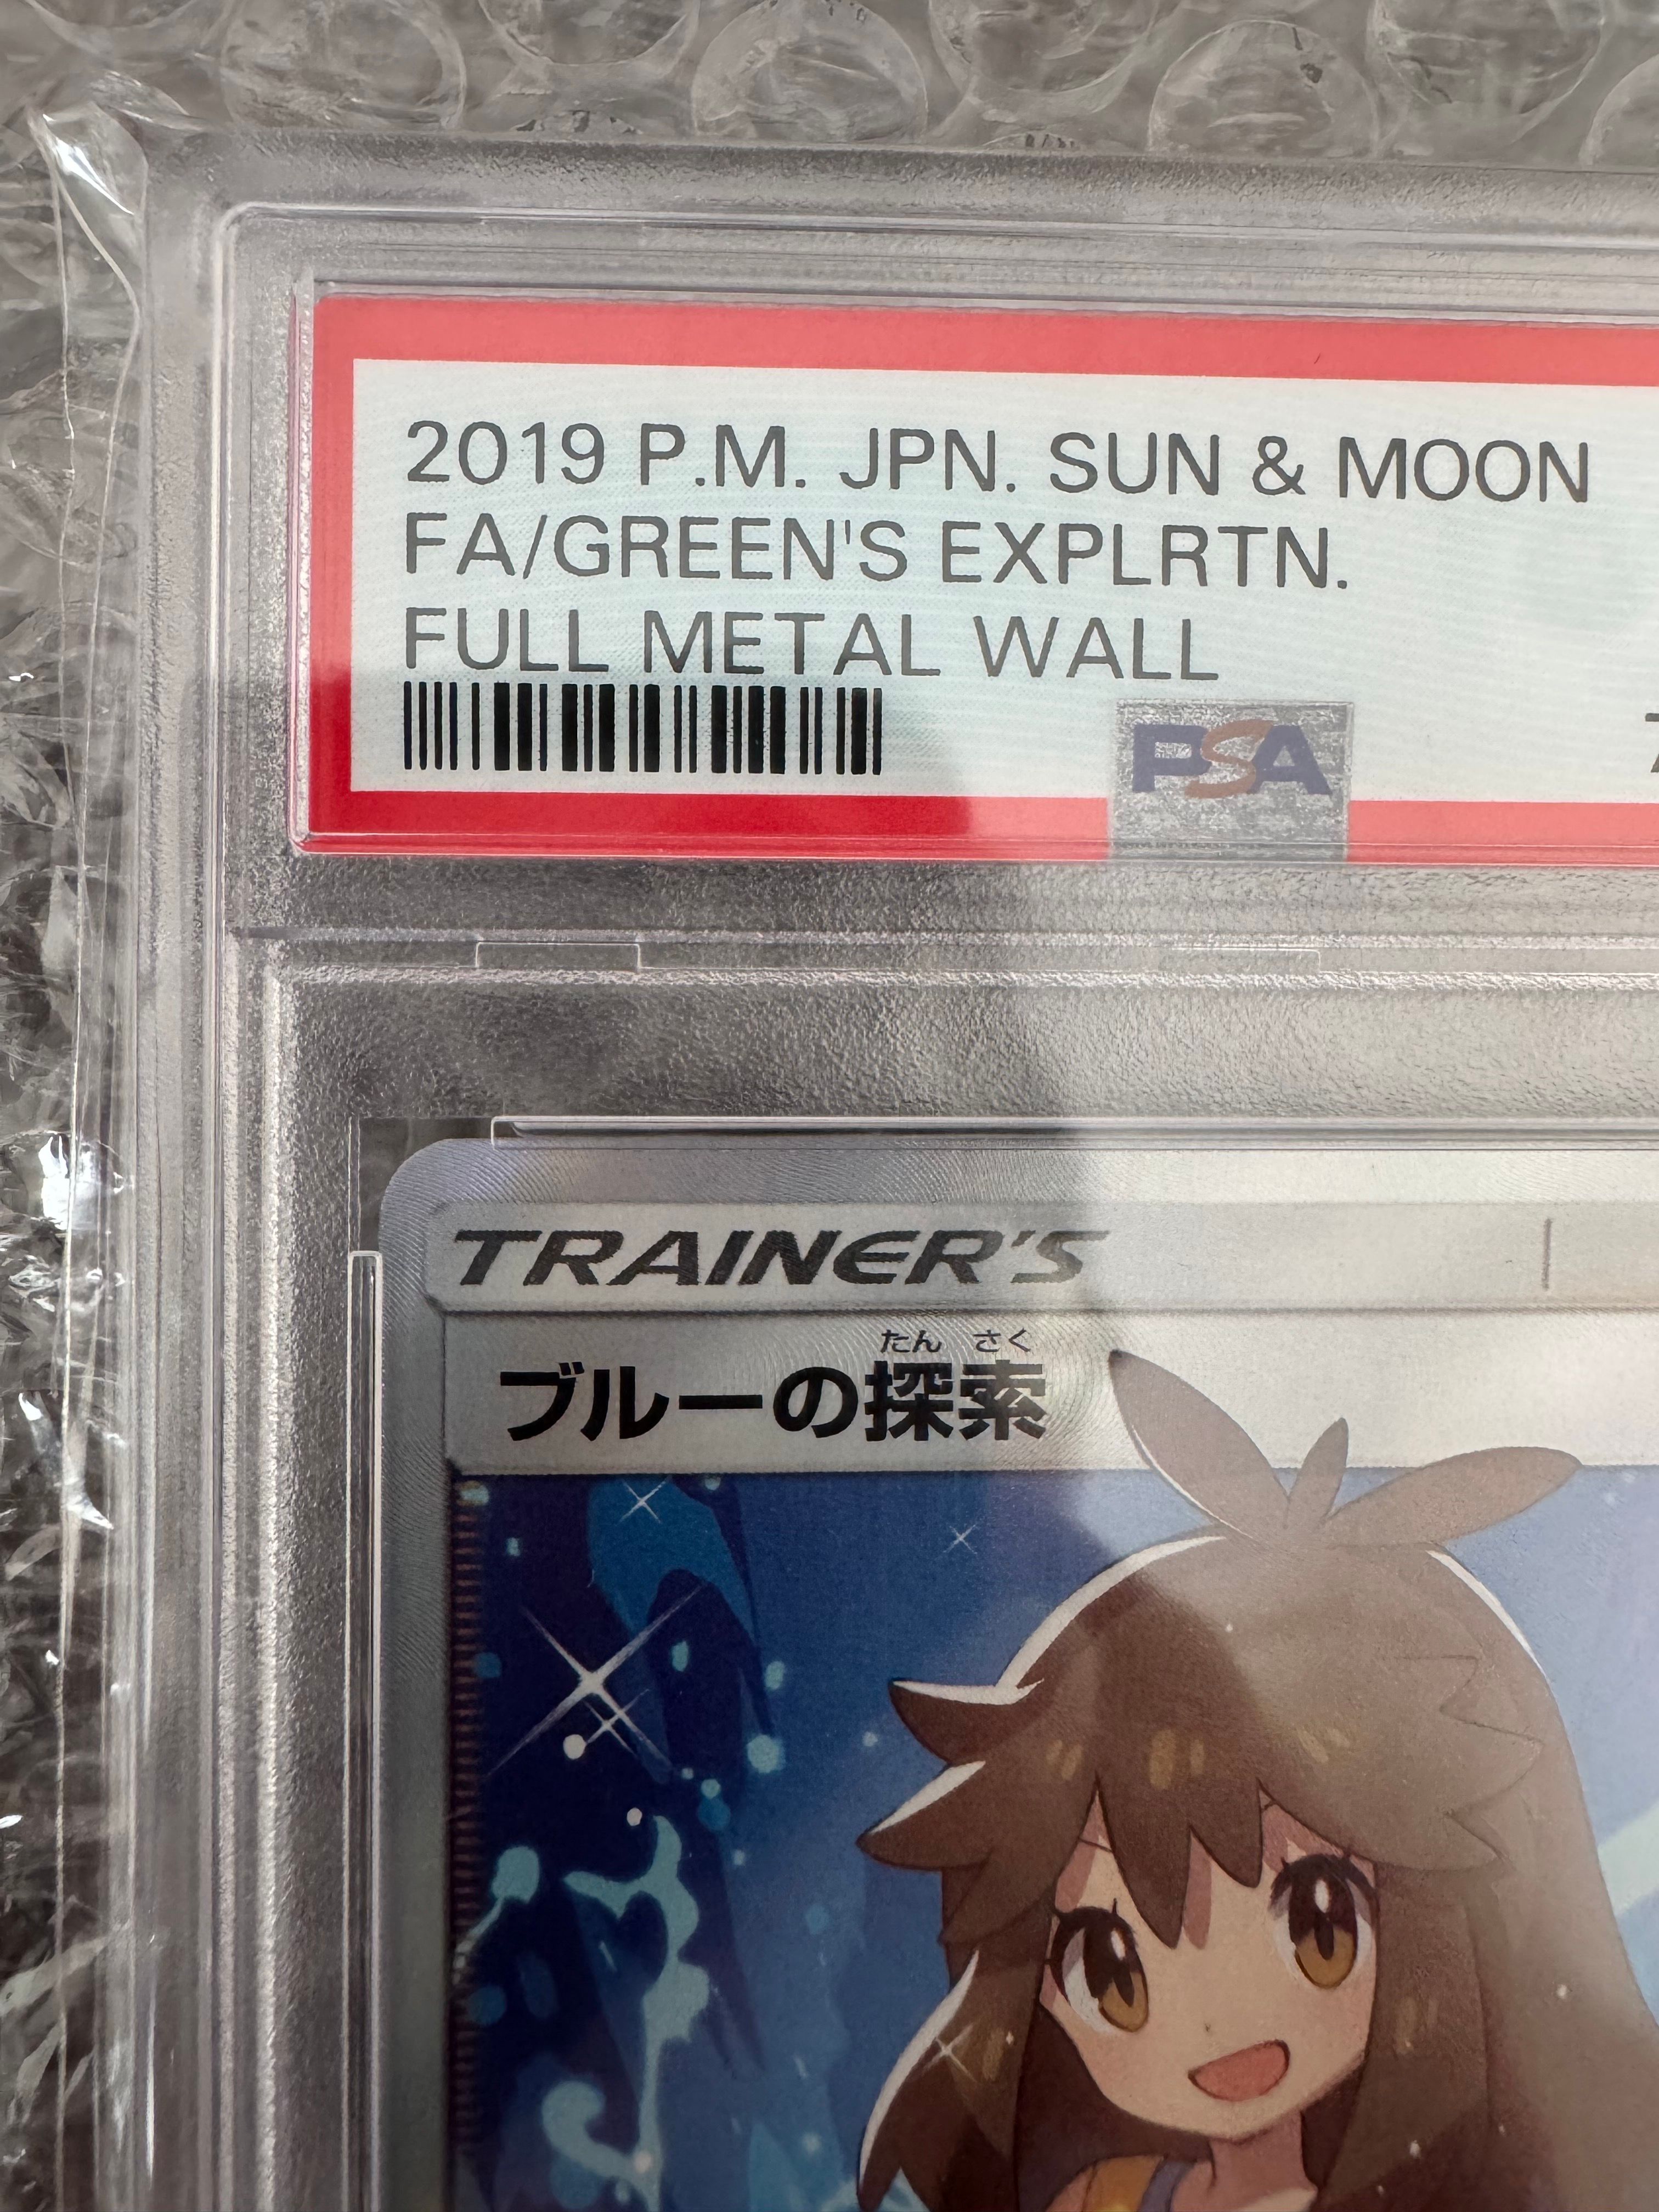 2019 P.M. JPN. SUN & MOON
FA/GREEN'S EXPLRTN.
FULL METAL WALL
PSA
TRAINER'S
たん さく
ブルーの探索